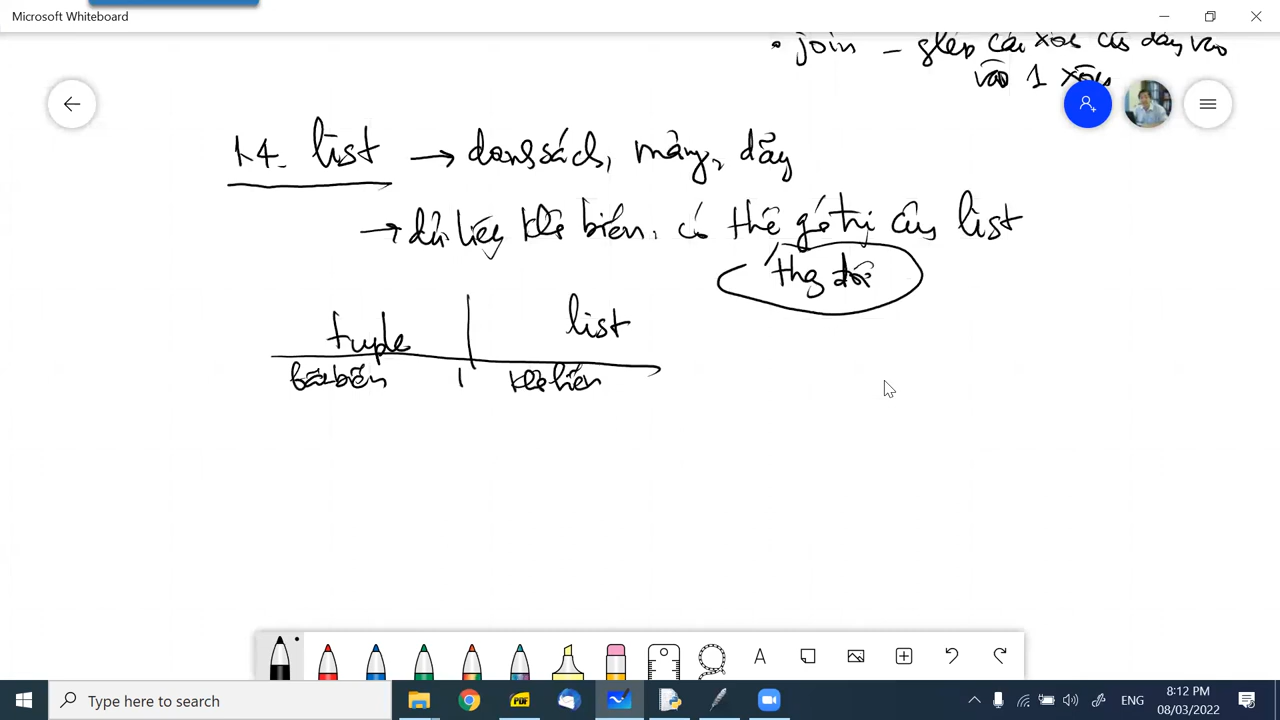 Microsoft Whiteboard
• join – ghép các xâu của dãy vào
vào 1 xâu
1.4. list → danh sách, mảng, dãy
→ dữ liệu khả biến. có thể giá trị của list
thay đổi
tuple | list
bất biến | khả biến
Type here to search
ENG
8:12 PM
08/03/2022